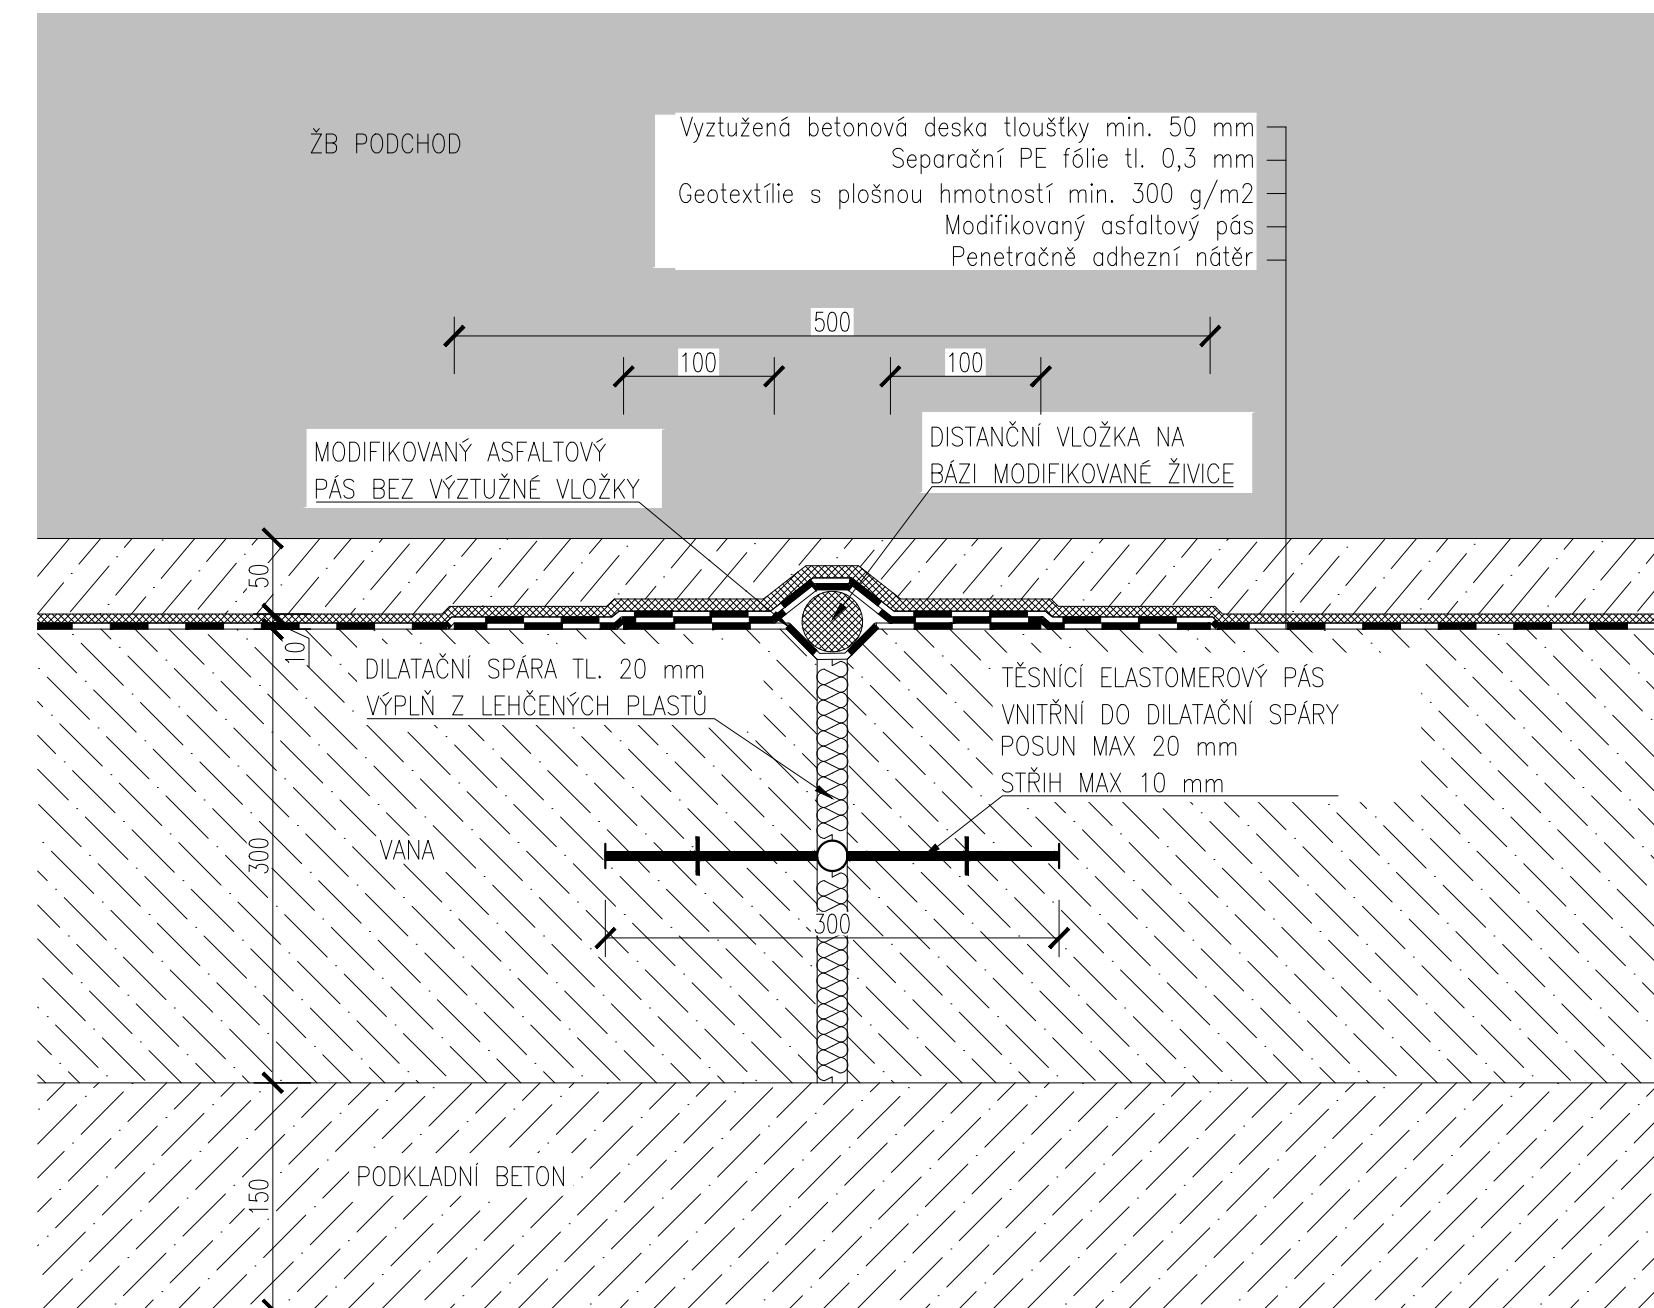 ŽB PODCHOD
Vyztužená betonová deska tloušťky min. 50 mm
Separační PE fólie tl. 0,3 mm
Geotextílie s plošnou hmotností min. 300 g/m2
Modifikovaný asfaltový pás
Penetračně adhezní nátěr
500
100
100
MODIFIKOVANÝ ASFALTOVÝ
PÁS BEZ VÝZTUŽNÉ VLOŽKY
DISTANČNÍ VLOŽKA NA
BÁZI MODIFIKOVANÉ ŽIVICE
50
10
DILATAČNÍ SPÁRA TL. 20 mm
VÝPLŇ Z LEHČENÝCH PLASTŮ
TĚSNÍCÍ ELASTOMEROVÝ PÁS
VNITŘNÍ DO DILATAČNÍ SPÁRY
POSUN MAX 20 mm
STŘIH MAX 10 mm
VANA
300
300
PODKLADNÍ BETON
150